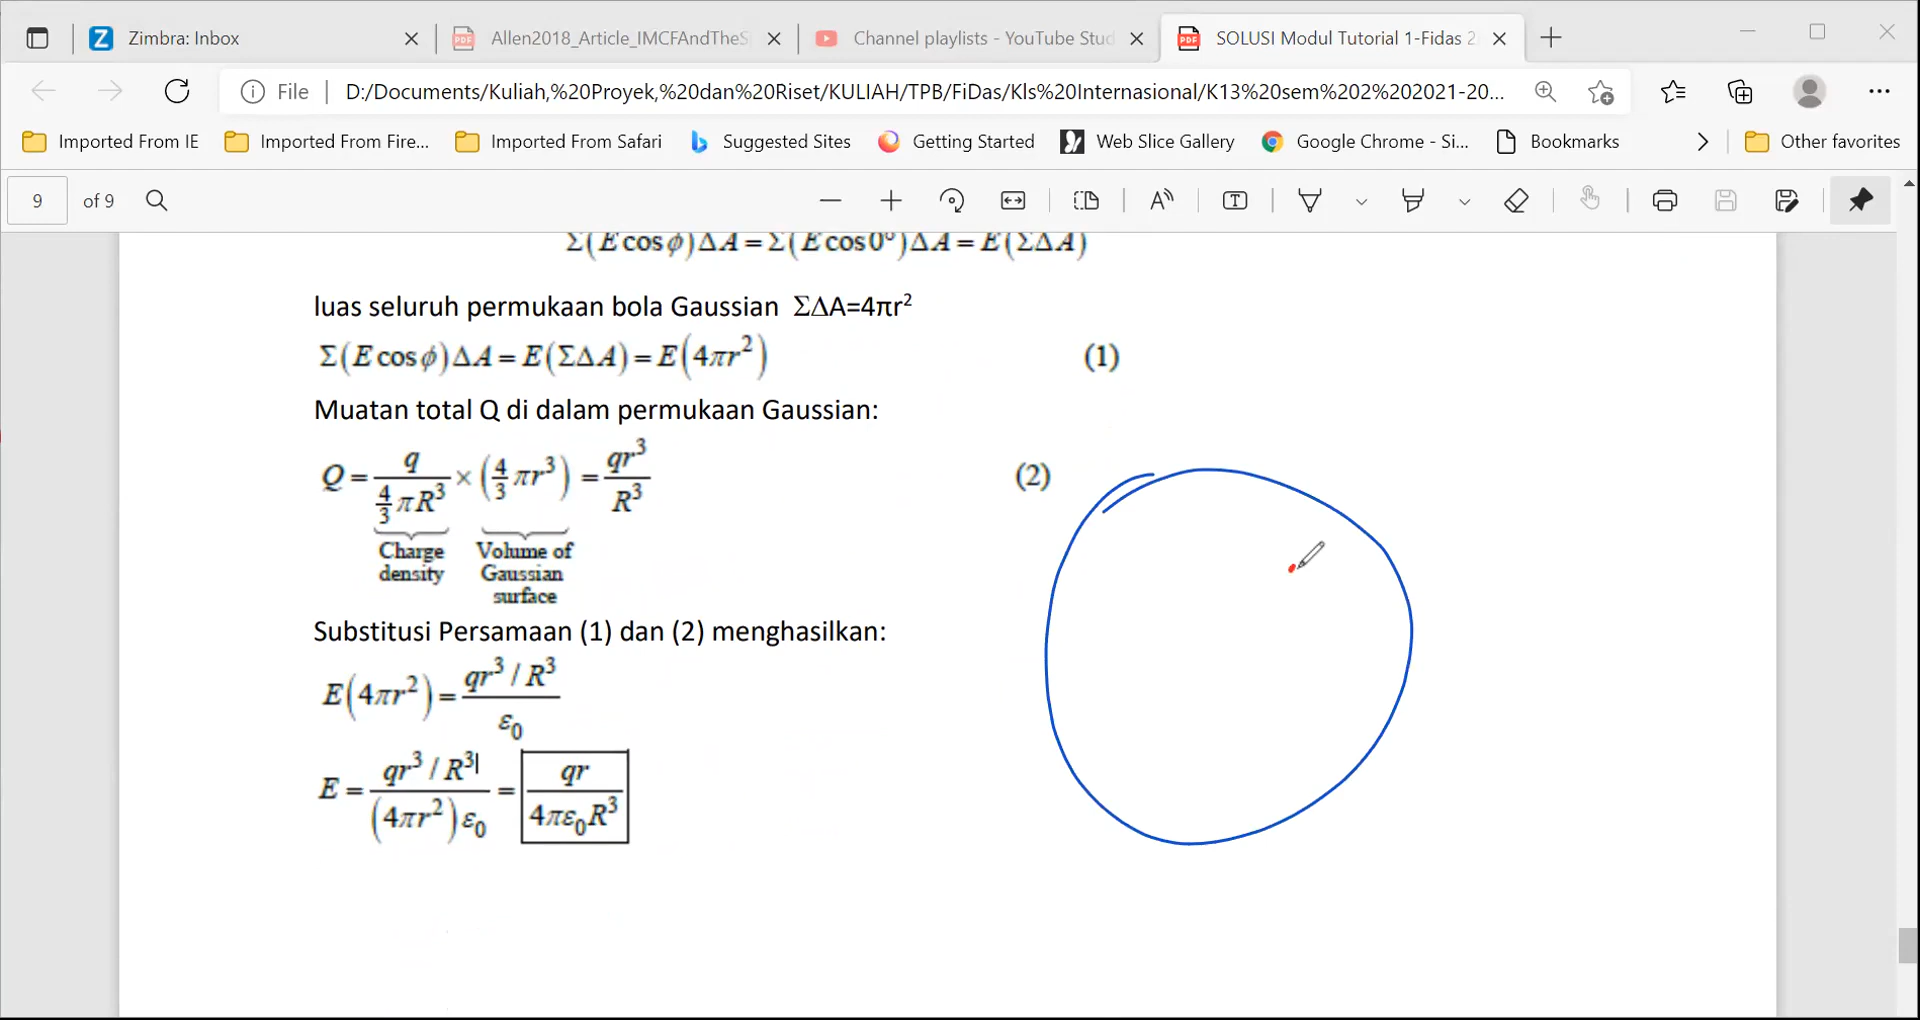 Zimbra: Inbox
Allen2018_Article_IMCFAndTheS
Channel playlists - YouTube Stud
SOLUSI Modul Tutorial 1-Fidas 2
File
D:/Documents/Kuliah,%20Proyek,%20dan%20Riset/KULIAH/TPB/FiDas/Kls%20Internasional/K13%20sem%202%202021-20...
Imported From IE
Imported From Fire...
Imported From Safari
Suggested Sites
Getting Started
Web Slice Gallery
Google Chrome - Si...
Bookmarks
Other favorites
9 of 9
Σ(E cos ϕ)ΔA = Σ(E cos 0°)ΔA = E(ΣΔA)
luas seluruh permukaan bola Gaussian ΣΔA=4πr²
Σ(E cos ϕ)ΔA = E(ΣΔA) = E(4πr²) (1)
Muatan total Q di dalam permukaan Gaussian:
Q = q / (4/3 πR³) × (4/3 πr³) = qr³ / R³ (2)
Charge density
Volume of Gaussian surface
Substitusi Persamaan (1) dan (2) menghasilkan:
E(4πr²) = (qr³ / R³) / ε₀
E = (qr³ / R³) / ((4πr²)ε₀) = qr / (4πε₀R³)